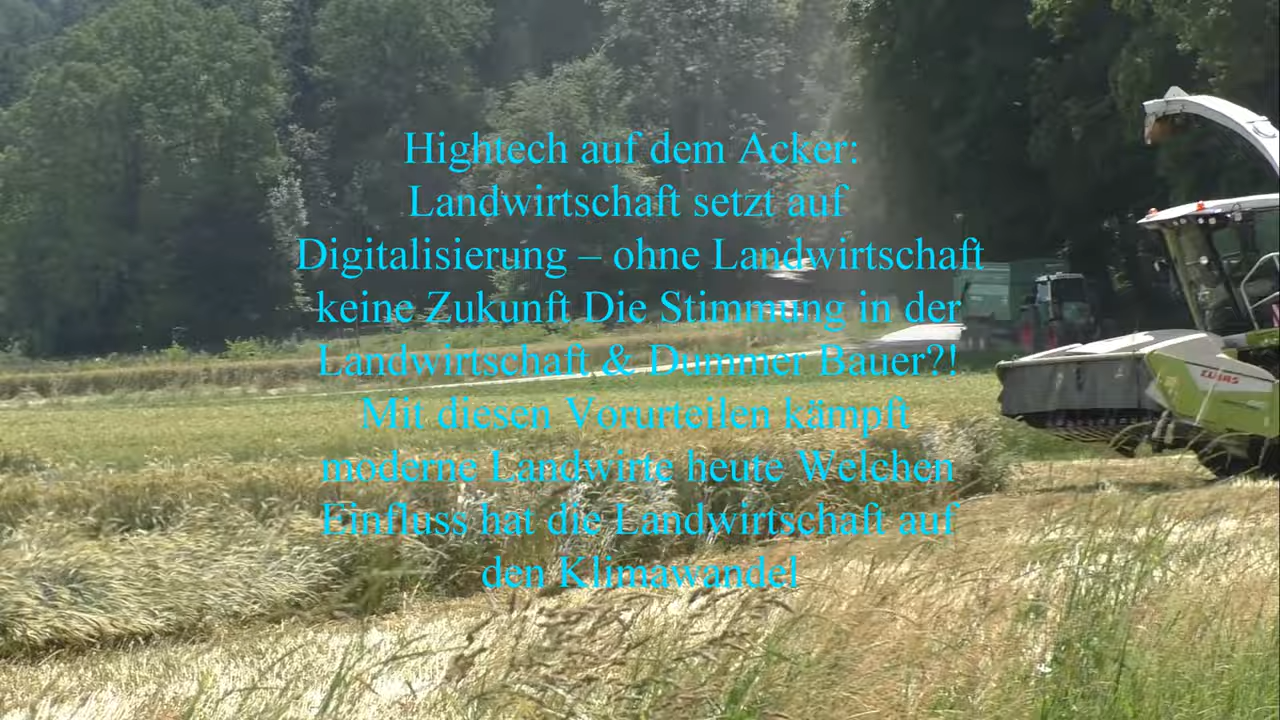 Hightech auf dem Acker:
Landwirtschaft setzt auf
Digitalisierung – ohne Landwirtschaft
keine Zukunft Die Stimmung in der
Landwirtschaft & Dummer Bauer?!
Mit diesen Vorurteilen kämpft
moderne Landwirte heute Welchen
Einfluss hat die Landwirtschaft auf
den Klimawandel
CLAAS